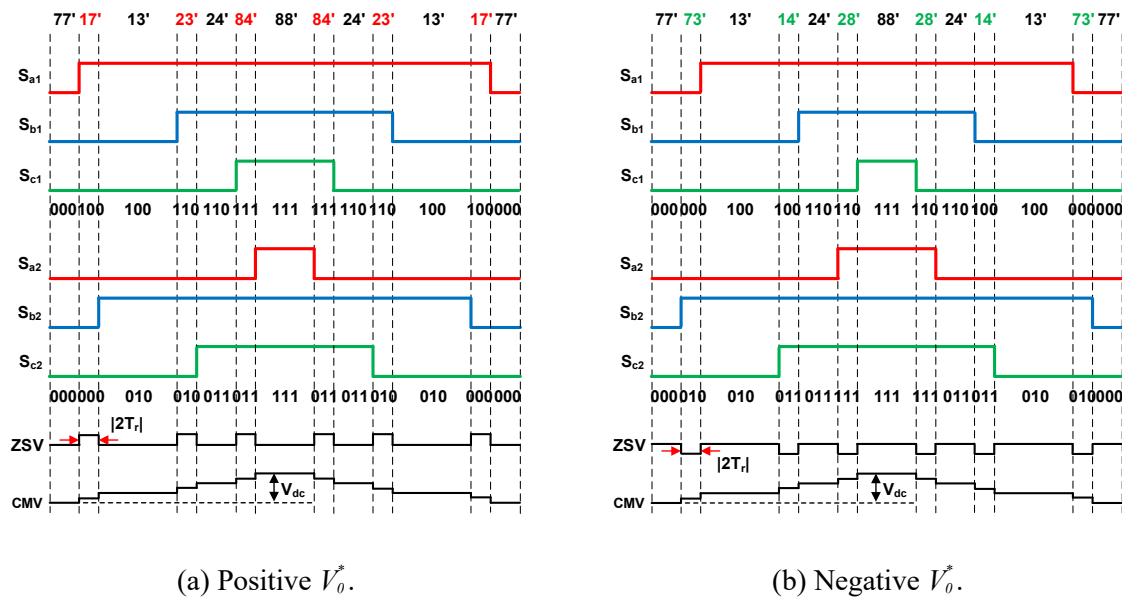 77' 17' 13' 23' 24' 84' 88' 84' 24' 23' 13' 17' 77'
Sa1
Sb1
Sc1
000 100 100 110 110 111 111 111 110 110 100 100 000
Sa2
Sb2
Sc2
000 000 010 010 011 011 111 011 011 010 010 000 000
|2Tr|
ZSV
CMV
Vdc
(a) Positive V0*.
77' 73' 13' 14' 24' 28' 88' 28' 24' 14' 13' 73' 77'
Sa1
Sb1
Sc1
000 000 100 100 110 110 111 110 110 100 100 000 000
Sa2
Sb2
Sc2
000 010 010 011 011 111 111 111 011 011 010 010 000
ZSV
|2Tr|
CMV
Vdc
(b) Negative V0*.